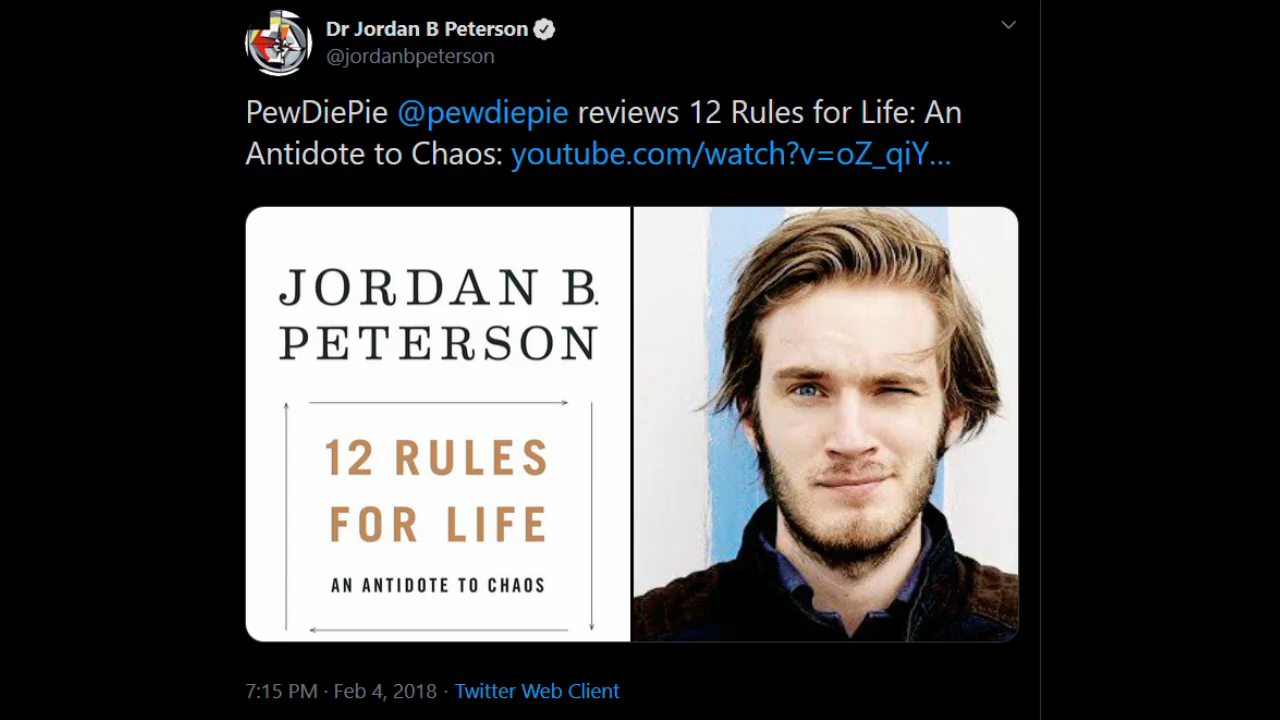 Dr Jordan B Peterson
@jordanbpeterson
PewDiePie @pewdiepie reviews 12 Rules for Life: An
Antidote to Chaos: youtube.com/watch?v=oZ_qiY...
JORDAN B.
PETERSON
12 RULES
FOR LIFE
AN ANTIDOTE TO CHAOS
7:15 PM · Feb 4, 2018 · Twitter Web Client